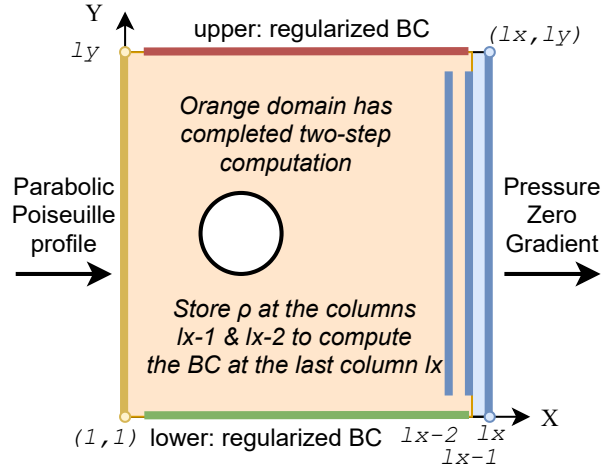 Y
upper: regularized BC
(lx,ly)
ly
Orange domain has
completed two-step
computation
Parabolic
Poiseuille
profile
Pressure
Zero
Gradient
Store ρ at the columns
lx-1 & lx-2 to compute
the BC at the last column lx
X
(1,1)
lower: regularized BC
lx-2
lx
lx-1